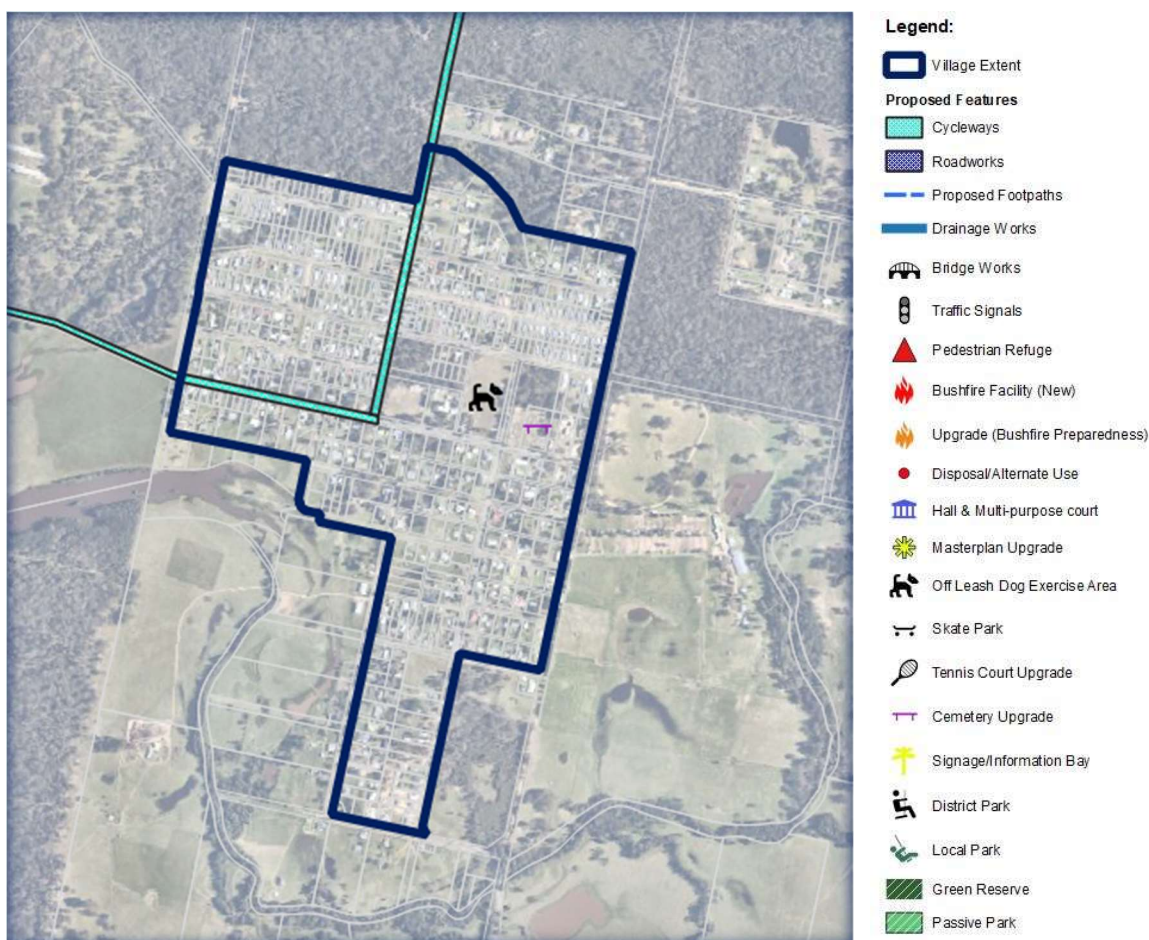 Legend:
Village Extent
Proposed Features
Cycleways
Roadworks
Proposed Footpaths
Drainage Works
Bridge Works
Traffic Signals
Pedestrian Refuge
Bushfire Facility (New)
Upgrade (Bushfire Preparedness)
Disposal/Alternate Use
Hall & Multi-purpose court
Masterplan Upgrade
Off Leash Dog Exercise Area
Skate Park
Tennis Court Upgrade
Cemetery Upgrade
Signage/Information Bay
District Park
Local Park
Green Reserve
Passive Park